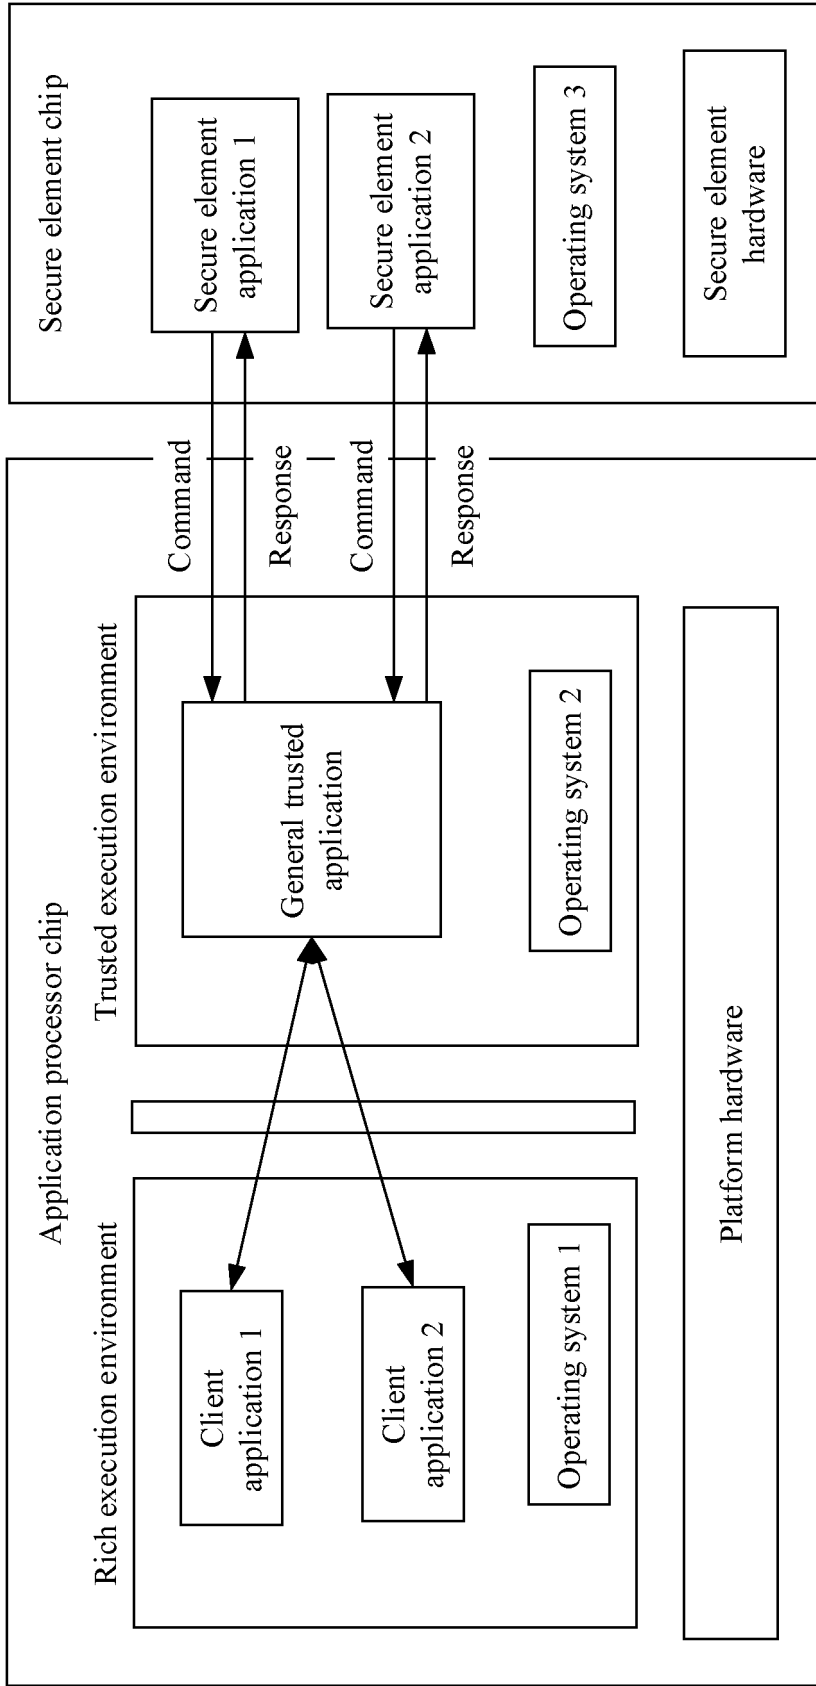 Application processor chip
Rich execution environment
Client
application 1
Client
application 2
Operating system 1
Trusted execution environment
General trusted
application
Operating system 2
Platform hardware
Command
Response
Command
Response
Secure element chip
Secure element
application 1
Secure element
application 2
Operating system 3
Secure element
hardware